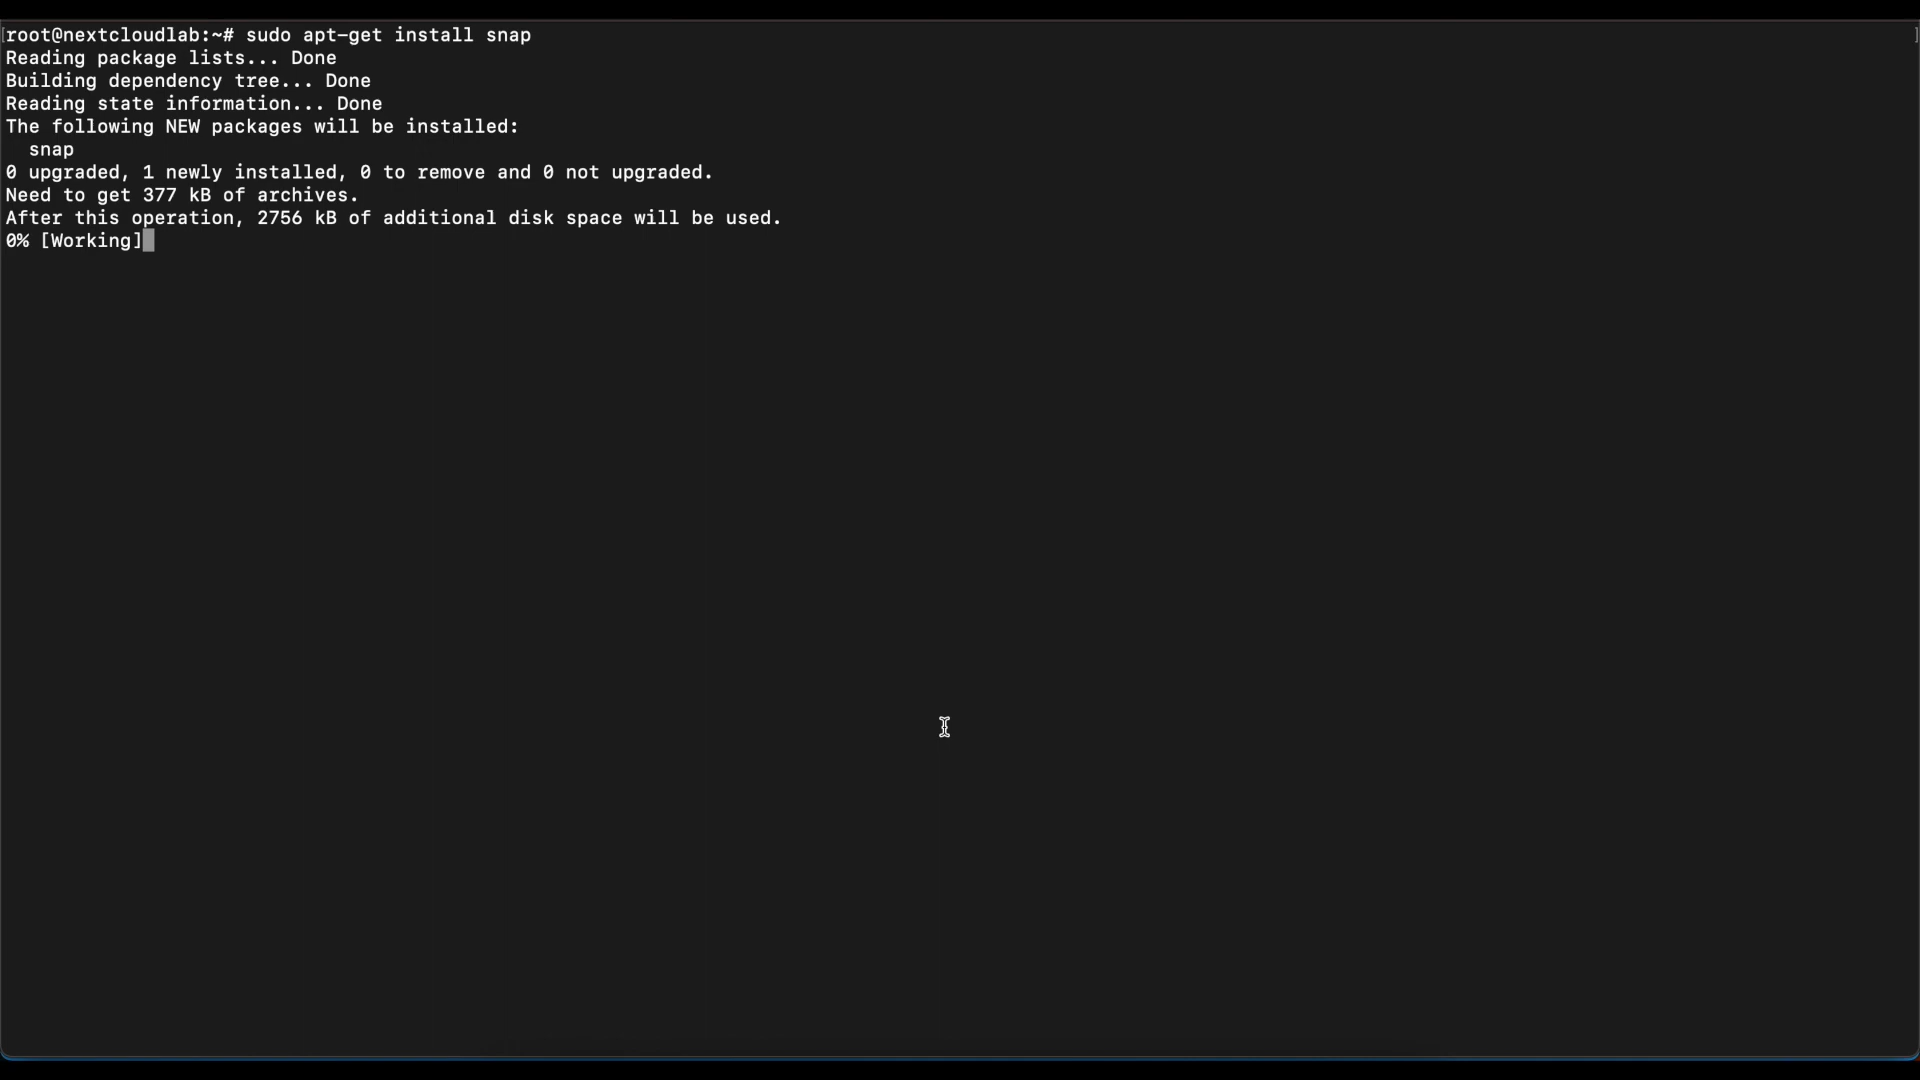 [root@nextcloudlab:~# sudo apt-get install snap ]
Reading package lists... Done
Building dependency tree... Done
Reading state information... Done
The following NEW packages will be installed:
  snap
0 upgraded, 1 newly installed, 0 to remove and 0 not upgraded.
Need to get 377 kB of archives.
After this operation, 2756 kB of additional disk space will be used.
0% [Working]